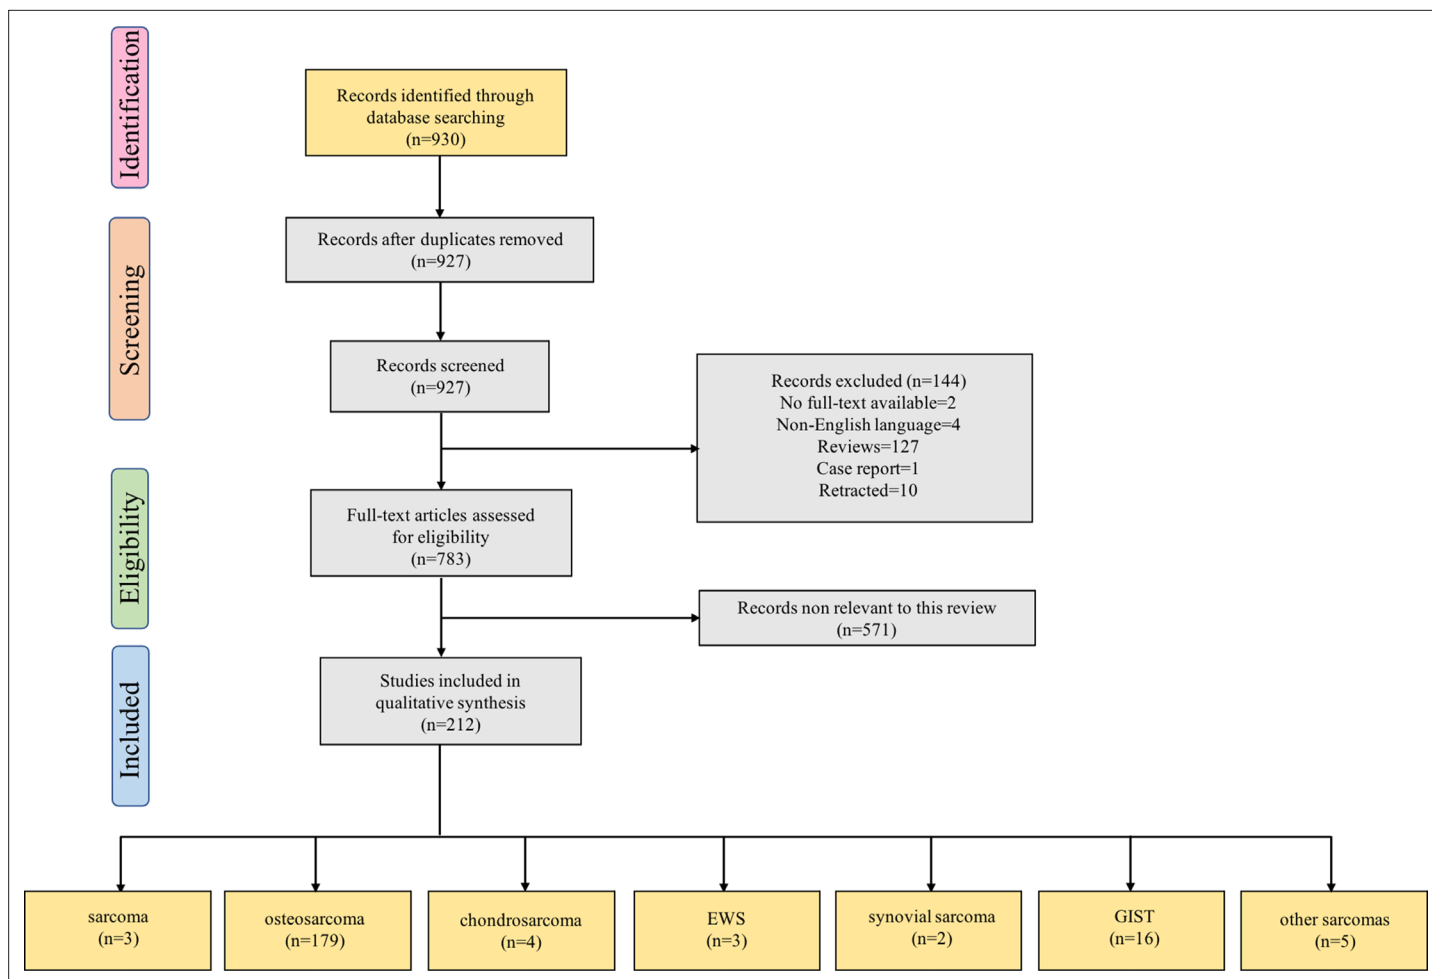 Identification
Records identified through
database searching
(n=930)
Screening
Records after duplicates removed
(n=927)
Records screened
(n=927)
Records excluded (n=144)
No full-text available=2
Non-English language=4
Reviews=127
Case report=1
Retracted=10
Eligibility
Full-text articles assessed
for eligibility
(n=783)
Records non relevant to this review
(n=571)
Included
Studies included in
qualitative synthesis
(n=212)
sarcoma
(n=3)
osteosarcoma
(n=179)
chondrosarcoma
(n=4)
EWS
(n=3)
synovial sarcoma
(n=2)
GIST
(n=16)
other sarcomas
(n=5)